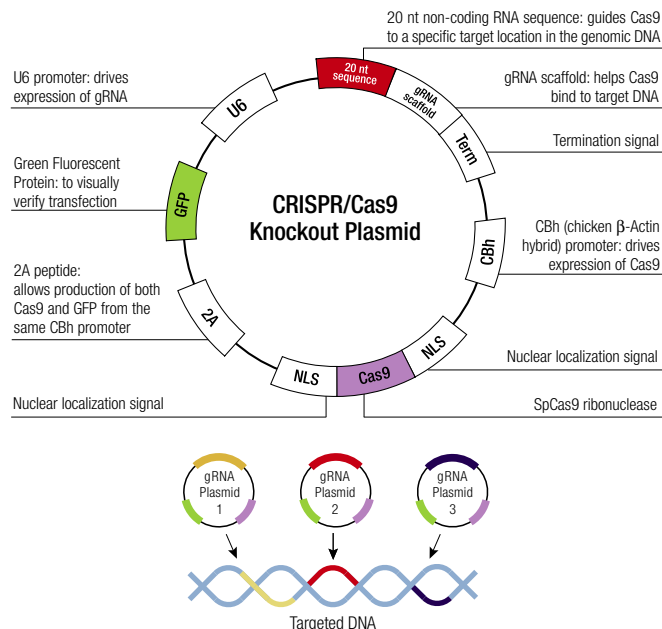 20 nt non-coding RNA sequence: guides Cas9
to a specific target location in the genomic DNA
U6 promoter: drives
expression of gRNA
gRNA scaffold: helps Cas9
bind to target DNA
Termination signal
Green Fluorescent
Protein: to visually
verify transfection
CBh (chicken β-Actin
hybrid) promoter: drives
expression of Cas9
2A peptide:
allows production of both
Cas9 and GFP from the
same CBh promoter
Nuclear localization signal
Nuclear localization signal
SpCas9 ribonuclease
20 nt
sequence
gRNA
scaffold
Term
CBh
NLS
Cas9
NLS
2A
GFP
U6
CRISPR/Cas9
Knockout Plasmid
gRNA
Plasmid
1
gRNA
Plasmid
2
gRNA
Plasmid
3
Targeted DNA